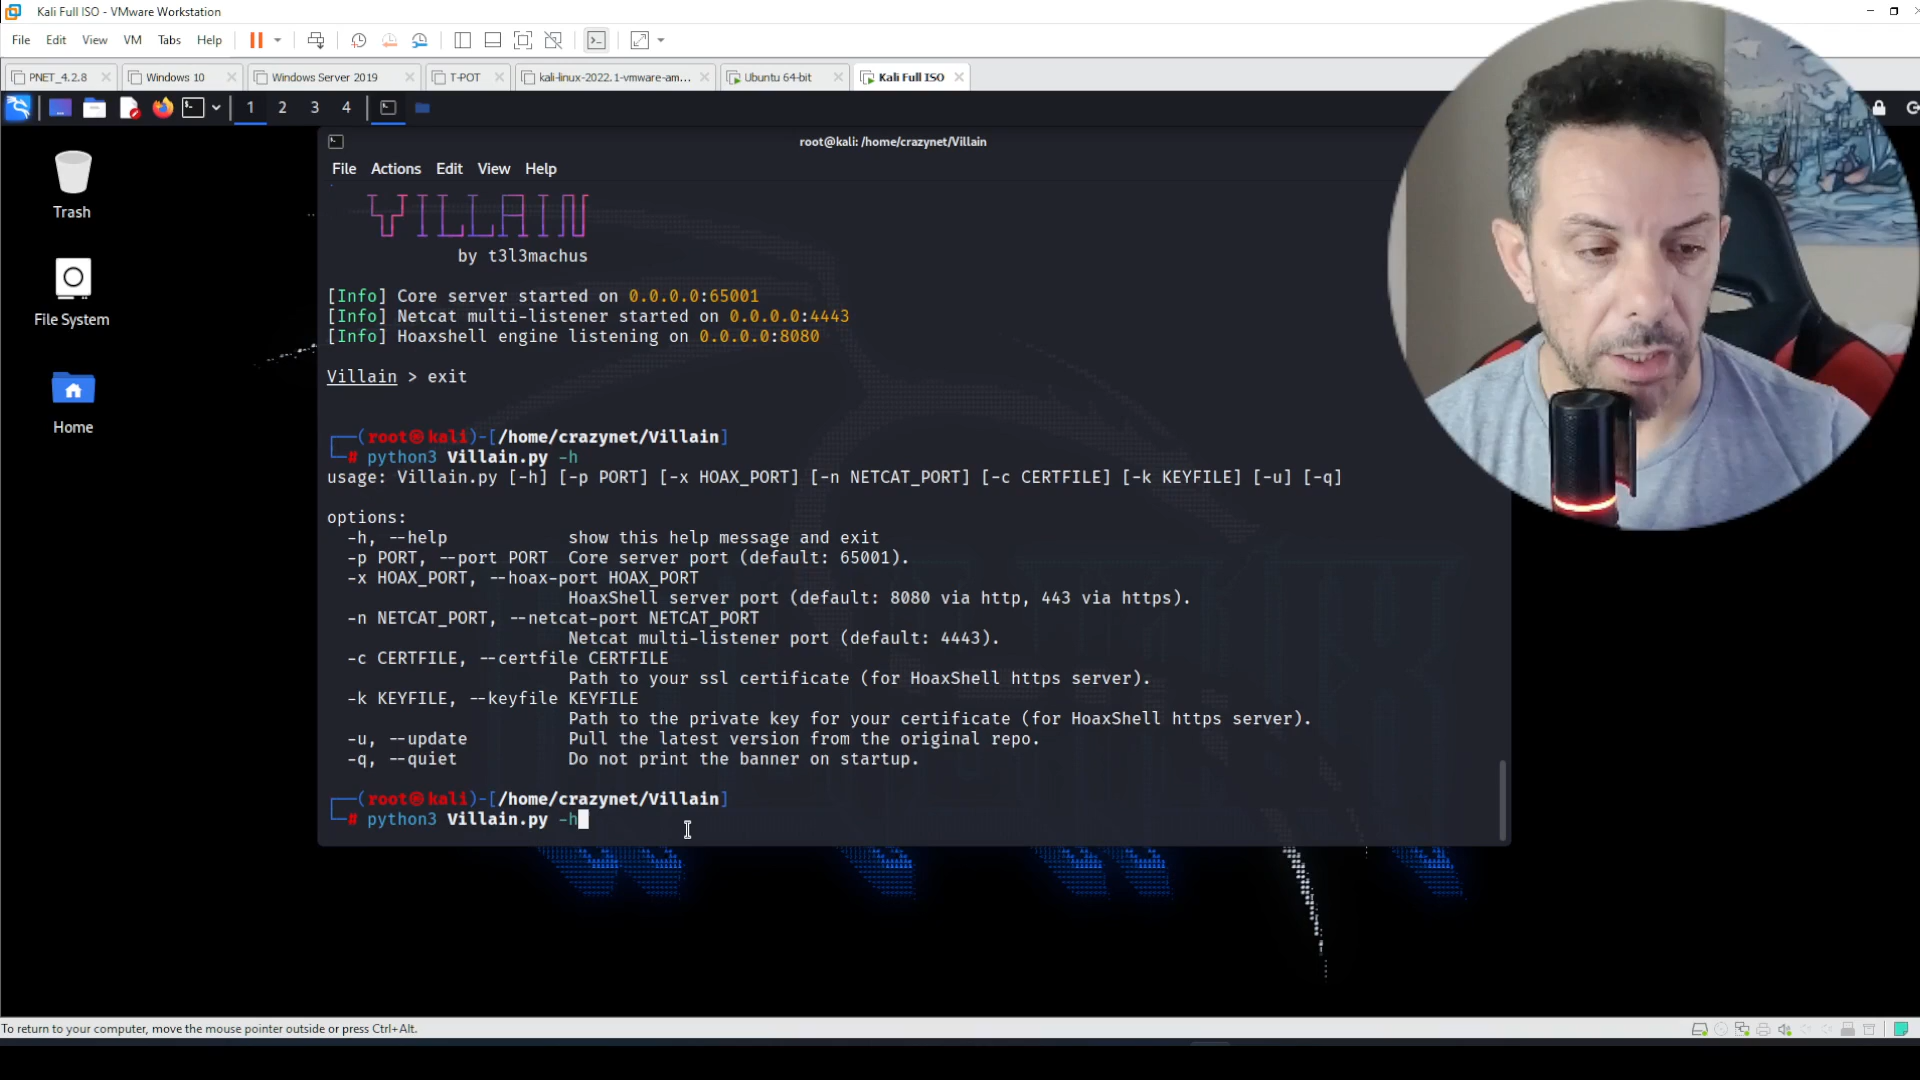 Kali Full ISO - VMware Workstation
File Edit View VM Tabs Help
PNET_4.2.8 Windows 10 Windows Server 2019 T-POT kali-linux-2022.1-vmware-am... Ubuntu 64-bit Kali Full ISO
1 2 3 4
root@kali: /home/crazynet/Villain
File Actions Edit View Help
Trash
File System
Home
VILLAIN
by t3l3machus
[Info] Core server started on 0.0.0.0:65001
[Info] Netcat multi-listener started on 0.0.0.0:4443
[Info] Hoaxshell engine listening on 0.0.0.0:8080
Villain > exit
(root㉿kali)-[/home/crazynet/Villain]
# python3 Villain.py -h
usage: Villain.py [-h] [-p PORT] [-x HOAX_PORT] [-n NETCAT_PORT] [-c CERTFILE] [-k KEYFILE] [-u] [-q]
options:
-h, --help show this help message and exit
-p PORT, --port PORT Core server port (default: 65001).
-x HOAX_PORT, --hoax-port HOAX_PORT
HoaxShell server port (default: 8080 via http, 443 via https).
-n NETCAT_PORT, --netcat-port NETCAT_PORT
Netcat multi-listener port (default: 4443).
-c CERTFILE, --certfile CERTFILE
Path to your ssl certificate (for HoaxShell https server).
-k KEYFILE, --keyfile KEYFILE
Path to the private key for your certificate (for HoaxShell https server).
-u, --update Pull the latest version from the original repo.
-q, --quiet Do not print the banner on startup.
(root㉿kali)-[/home/crazynet/Villain]
# python3 Villain.py -h
To return to your computer, move the mouse pointer outside or press Ctrl+Alt.